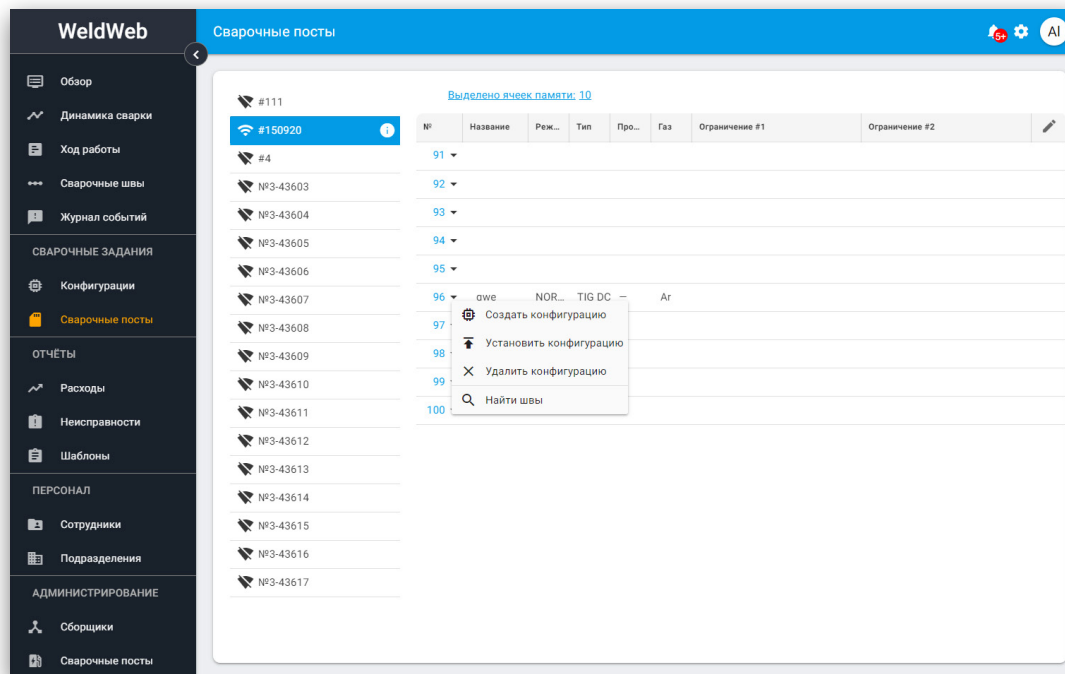 WeldWeb
Сварочные посты
5+
AI
Обзор
Динамика сварки
Ход работы
Сварочные швы
Журнал событий
СВАРОЧНЫЕ ЗАДАНИЯ
Конфигурации
Сварочные посты
ОТЧЁТЫ
Расходы
Неисправности
Шаблоны
ПЕРСОНАЛ
Сотрудники
Подразделения
АДМИНИСТРИРОВАНИЕ
Сборщики
Сварочные посты
#111
#150920
#4
№3-43603
№3-43604
№3-43605
№3-43606
№3-43607
№3-43608
№3-43609
№3-43610
№3-43611
№3-43612
№3-43613
№3-43614
№3-43615
№3-43616
№3-43617
Выделено ячеек памяти: 10
№ Название Реж... Тип Про... Газ Ограничение #1 Ограничение #2
91
92
93
94
95
96 qwe NOR... TIG DC — Ar
97
98
99
100
Создать конфигурацию
Установить конфигурацию
Удалить конфигурацию
Найти швы